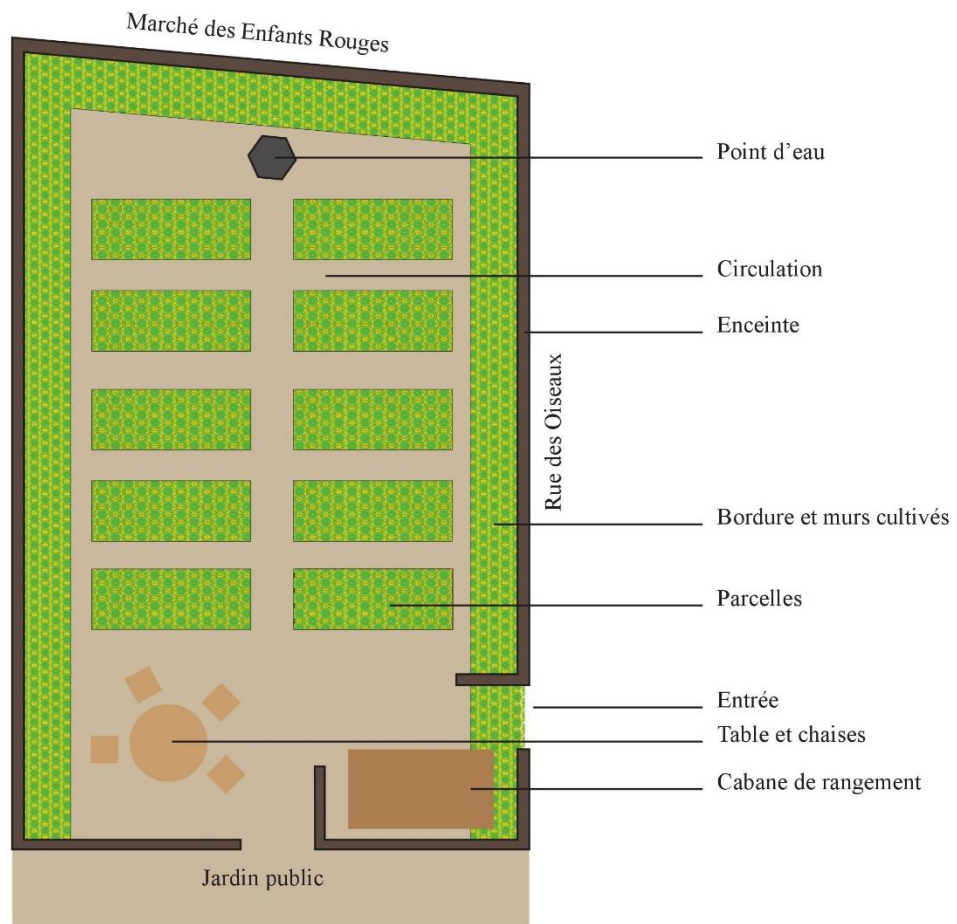 Marché des Enfants Rouges
Point d’eau
Circulation
Enceinte
Rue des Oiseaux
Bordure et murs cultivés
Parcelles
Entrée
Table et chaises
Cabane de rangement
Jardin public